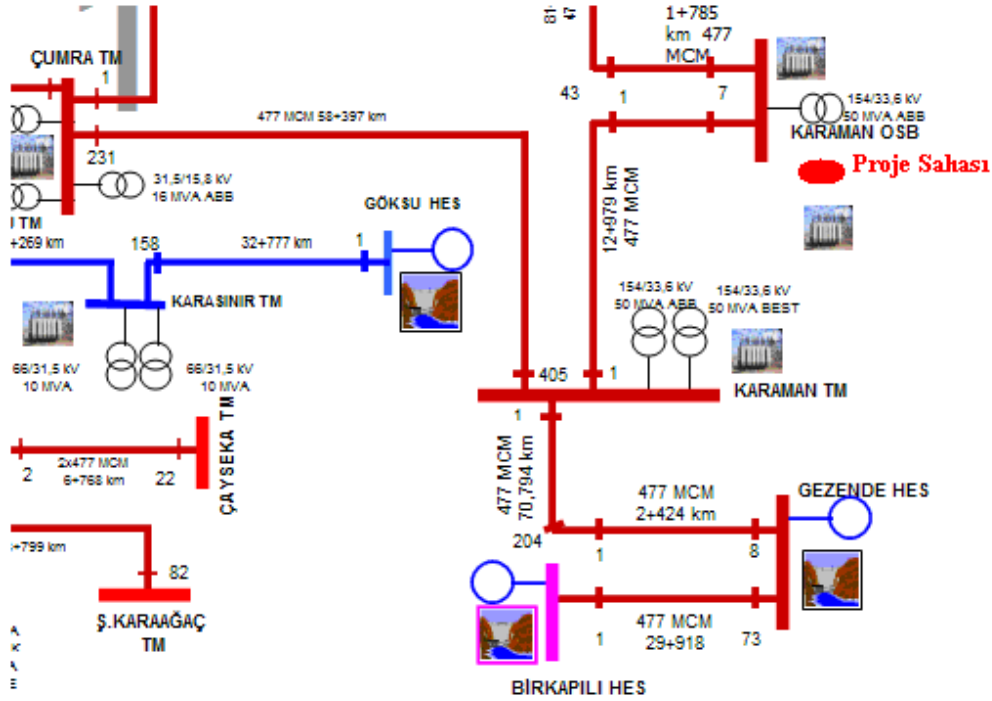 1+785
km 477
MCM
81
47
ÇUMRA TM
1
43
1
7
154/33,6 kV
50 MVA ABB
KARAMAN OSB
477 MCM 58+397 km
231
31,5/15,8 kV
16 MVA ABB
Proje Sahası
TM
+269 km
158
32+777 km
1
GÖKSU HES
12+979 km
477 MCM
KARASINIR TM
154/33,6 kV
50 MVA ABB
154/33,6 kV
50 MVA BEST
66/31,5 kV
10 MVA
66/31,5 kV
10 MVA
405
1
KARAMAN TM
1
ÇAYSEKA TM
2
2x477 MCM
6+768 km
22
477 MCM
70,794 km
477 MCM
2+424 km
GEZENDE HES
204
1
8
+799 km
82
Ş.KARAAĞAÇ
TM
477 MCM
29+918
1
73
A
K
A
E
BİRKAPILI HES